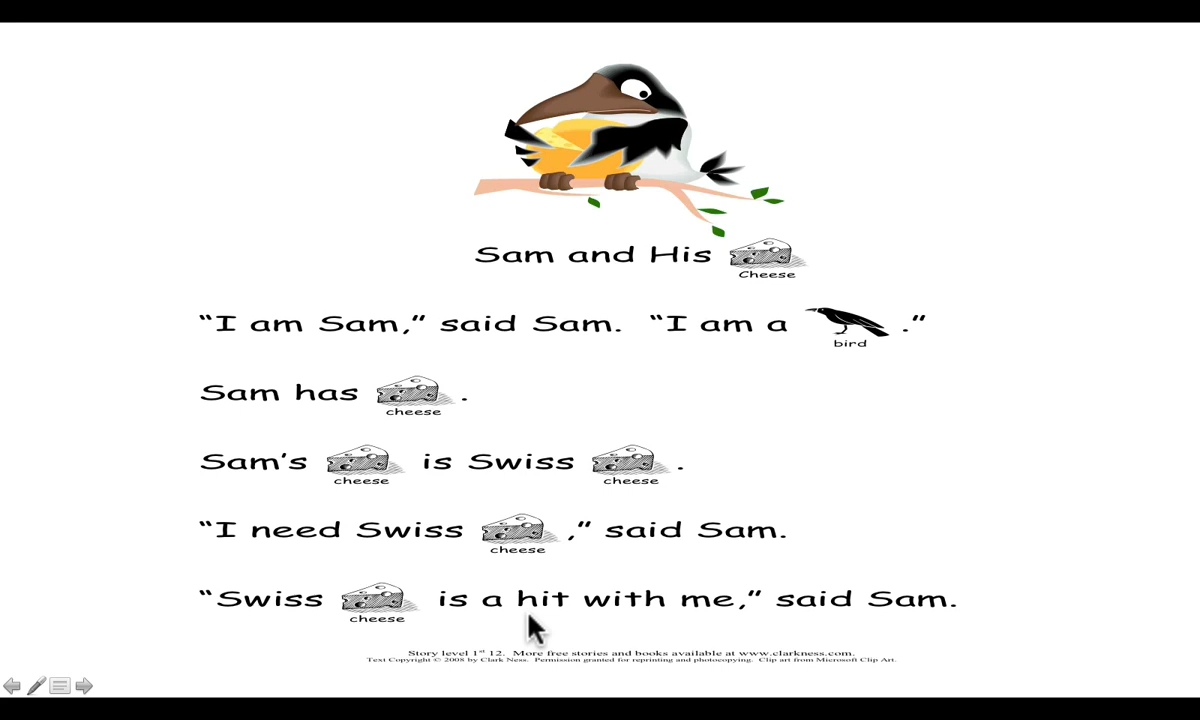 Sam and His
Cheese
“I am Sam,” said Sam. “I am a .”
bird
Sam has .
cheese
Sam’s is Swiss .
cheese cheese
“I need Swiss ,” said Sam.
cheese
“Swiss is a hit with me,” said Sam.
cheese
Story level 1st 12. More free stories and books available at www.clarkness.com.
Text Copyright © 2008 by Clark Ness. Permission granted for reprinting and photocopying. Clip art from Microsoft Clip Art.